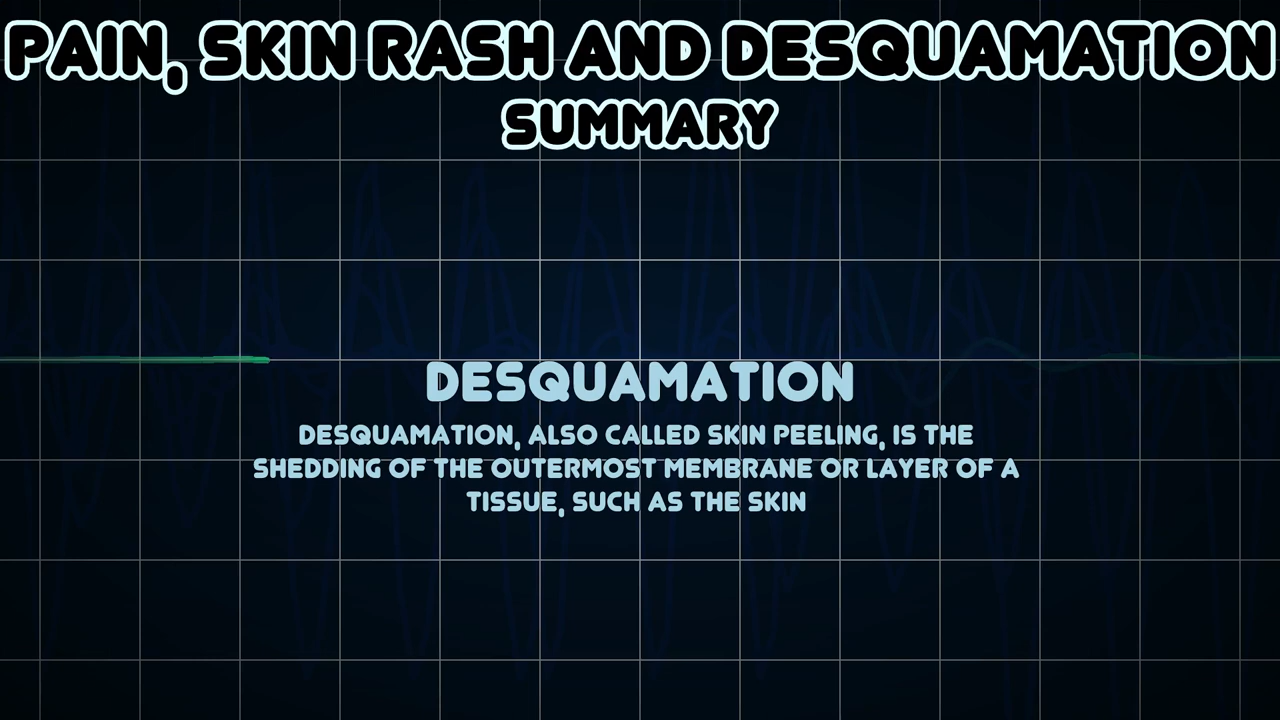 PAIN, SKIN RASH AND DESQUAMATION
SUMMARY
DESQUAMATION
DESQUAMATION, ALSO CALLED SKIN PEELING, IS THE
SHEDDING OF THE OUTERMOST MEMBRANE OR LAYER OF A
TISSUE, SUCH AS THE SKIN